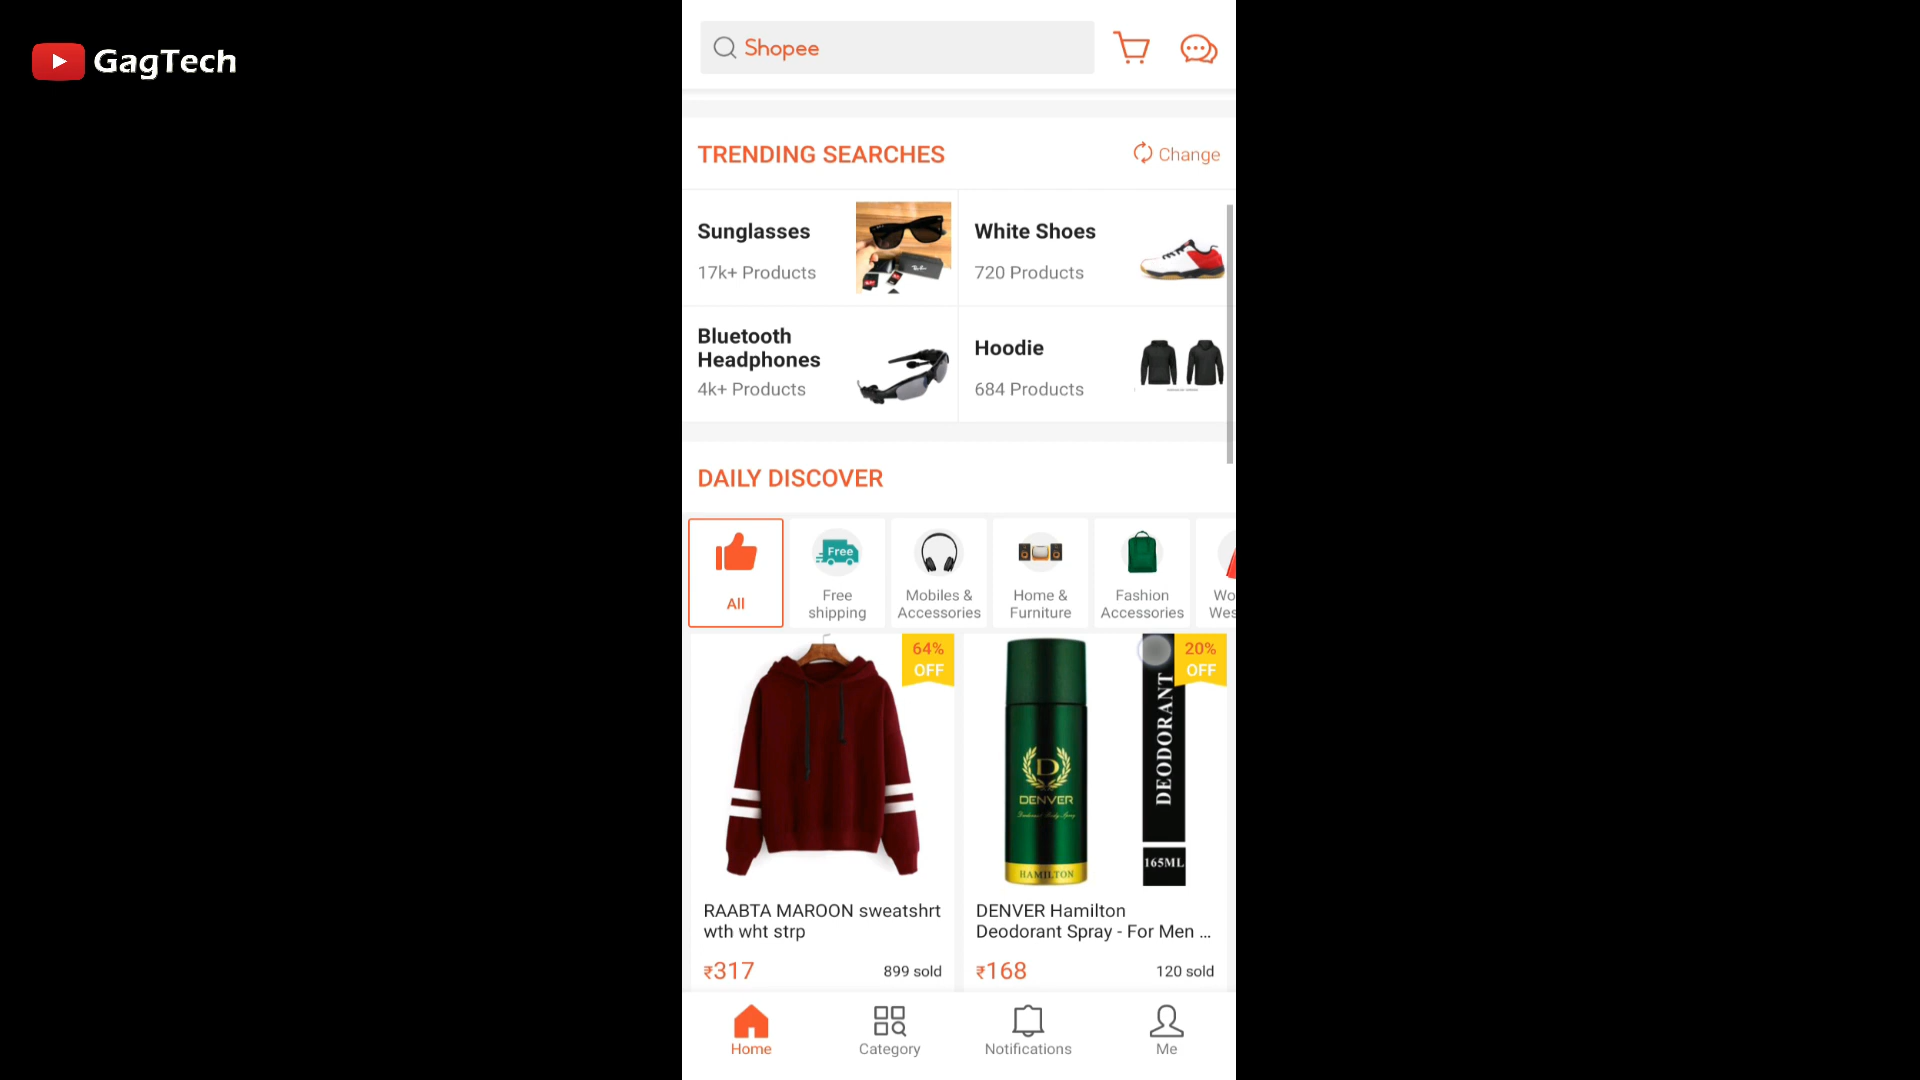 GagTech
Shopee
TRENDING SEARCHES
Change
Sunglasses
17k+ Products
White Shoes
720 Products
Bluetooth
Headphones
4k+ Products
Hoodie
684 Products
DAILY DISCOVER
All
Free
Free
shipping
Mobiles &
Accessories
Home &
Furniture
Fashion
Accessories
Wo
Wes
64%
OFF
20%
OFF
D
DENVER
HAMILTON
DEODORANT
165ML
RAABTA MAROON sweatshrt
wth wht strp
₹317
899 sold
DENVER Hamilton
Deodorant Spray - For Men ...
₹168
120 sold
Home
Category
Notifications
Me